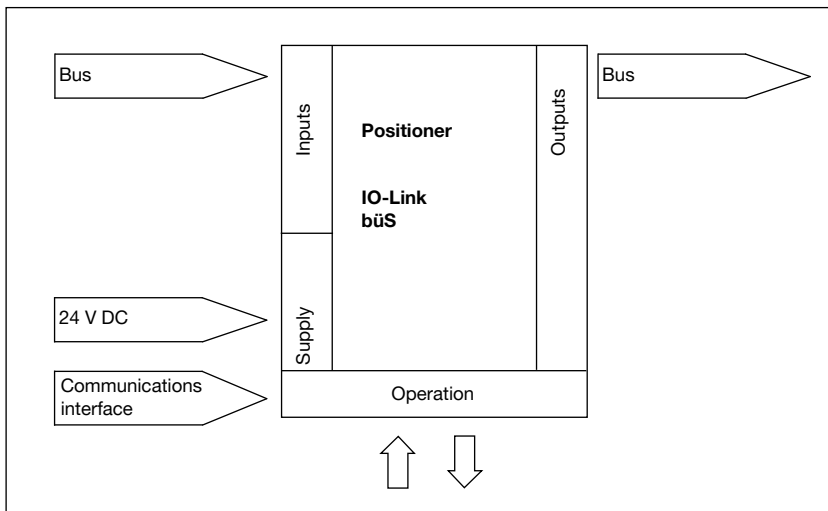 Bus
Inputs
Positioner
IO-Link
büS
Outputs
Bus
24 V DC
Supply
Communications
interface
Operation